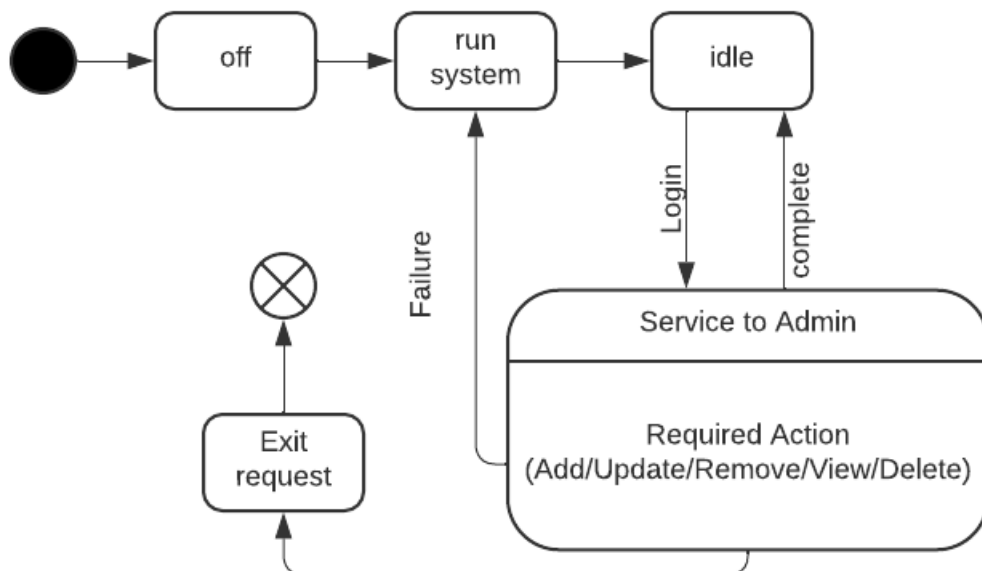 off
run
system
idle
Login
complete
Failure
Service to Admin
Required Action
(Add/Update/Remove/View/Delete)
Exit
request